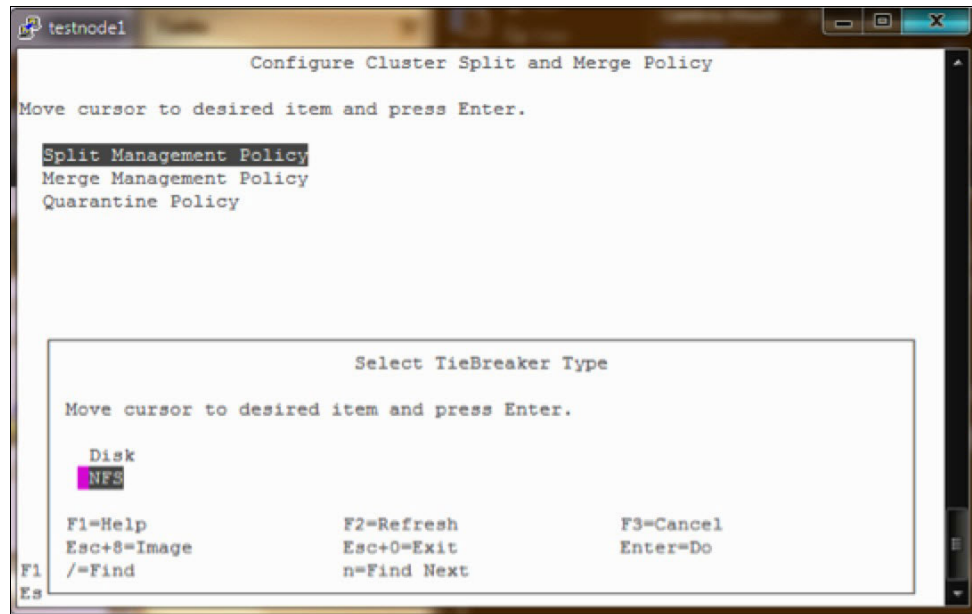 testnode1
Configure Cluster Split and Merge Policy
Move cursor to desired item and press Enter.
Split Management Policy
Merge Management Policy
Quarantine Policy
Select TieBreaker Type
Move cursor to desired item and press Enter.
Disk
NFS
F1=Help F2=Refresh F3=Cancel
Esc+8=Image Esc+0=Exit Enter=Do
F1 /=Find n=Find Next
Es